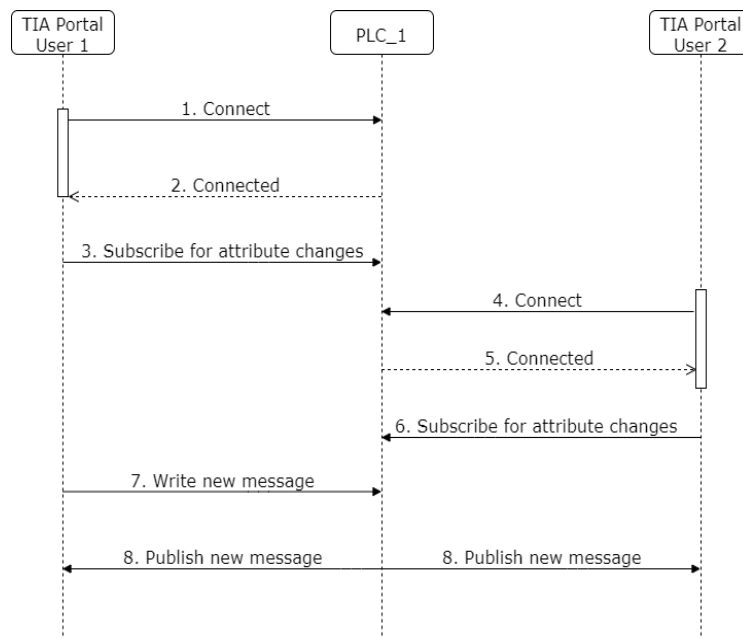 TIA Portal
User 1
PLC_1
TIA Portal
User 2
1. Connect
2. Connected
3. Subscribe for attribute changes
4. Connect
5. Connected
6. Subscribe for attribute changes
7. Write new message
8. Publish new message
8. Publish new message